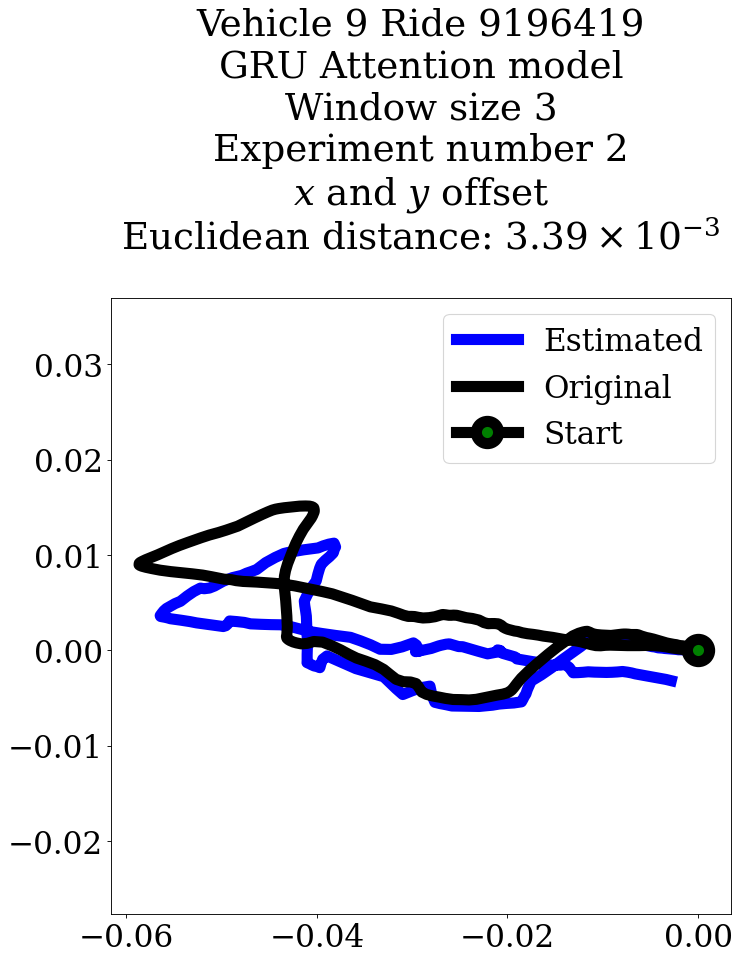 Vehicle 9 Ride 9196419
GRU Attention model
Window size 3
Experiment number 2
x and y offset
Euclidean distance: 3.39 × 10⁻³
Estimated
Original
Start
0.03
0.02
0.01
0.00
−0.01
−0.02
−0.06
−0.04
−0.02
0.00